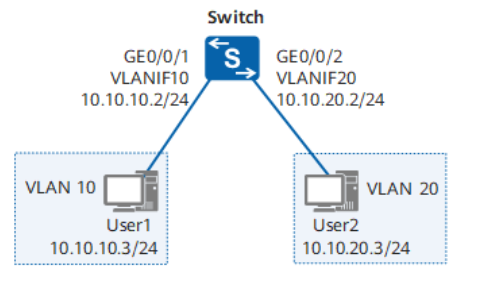 Switch
GE0/0/1
VLANIF10
10.10.10.2/24
S
GE0/0/2
VLANIF20
10.10.20.2/24
VLAN 10
User1
10.10.10.3/24
VLAN 20
User2
10.10.20.3/24